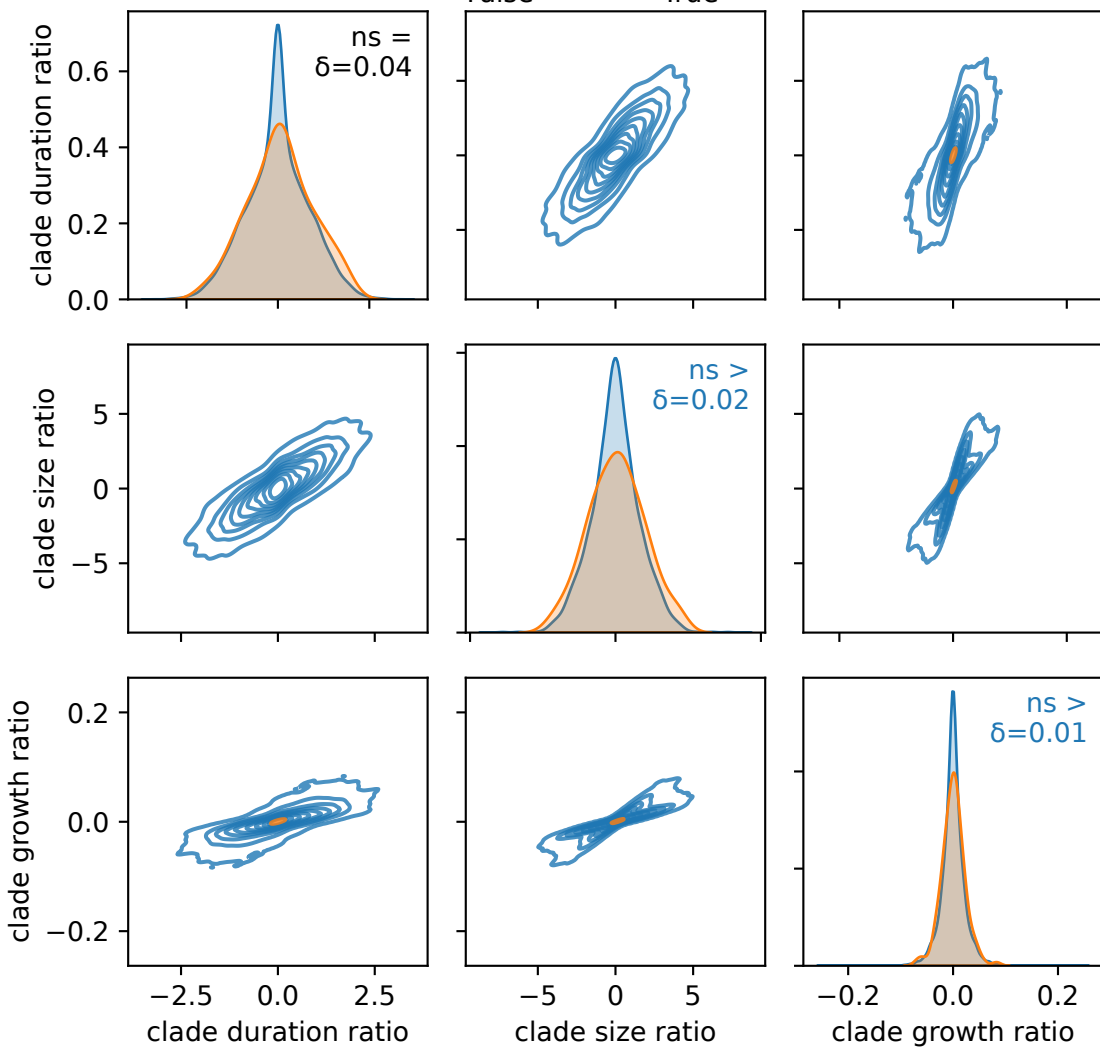 clade duration ratio
0.6
0.4
0.2
0.0
ns =
δ=0.04
clade size ratio
5
0
−5
ns >
δ=0.02
clade growth ratio
0.2
0.0
−0.2
ns >
δ=0.01
−2.5 0.0 2.5
−5 0 5
−0.2 0.0 0.2
clade duration ratio
clade size ratio
clade growth ratio